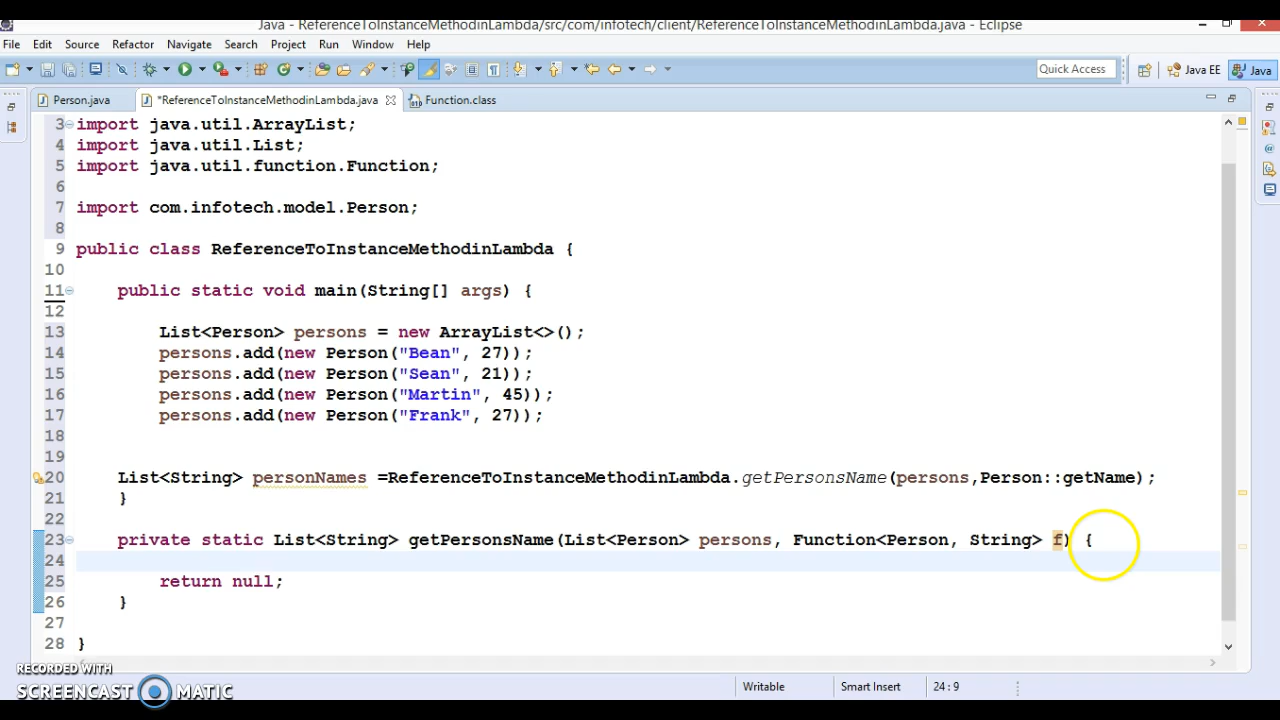 Java - ReferenceToInstanceMethodinLambda/src/com/infotech/client/ReferenceToInstanceMethodinLambda.java - Eclipse
File Edit Source Refactor Navigate Search Project Run Window Help
Quick Access Java EE Java
Person.java *ReferenceToInstanceMethodinLambda.java Function.class
3 import java.util.ArrayList;
4 import java.util.List;
5 import java.util.function.Function;
6
7 import com.infotech.model.Person;
8
9 public class ReferenceToInstanceMethodinLambda {
10
11 public static void main(String[] args) {
12
13 List<Person> persons = new ArrayList<>();
14 persons.add(new Person("Bean", 27));
15 persons.add(new Person("Sean", 21));
16 persons.add(new Person("Martin", 45));
17 persons.add(new Person("Frank", 27));
18
19
20 List<String> personNames =ReferenceToInstanceMethodinLambda.getPersonsName(persons,Person::getName);
21 }
22
23 private static List<String> getPersonsName(List<Person> persons, Function<Person, String> f) {
24
25 return null;
26 }
27
28 }
RECORDED WITH
SCREENCAST MATIC
Writable Smart Insert 24:9